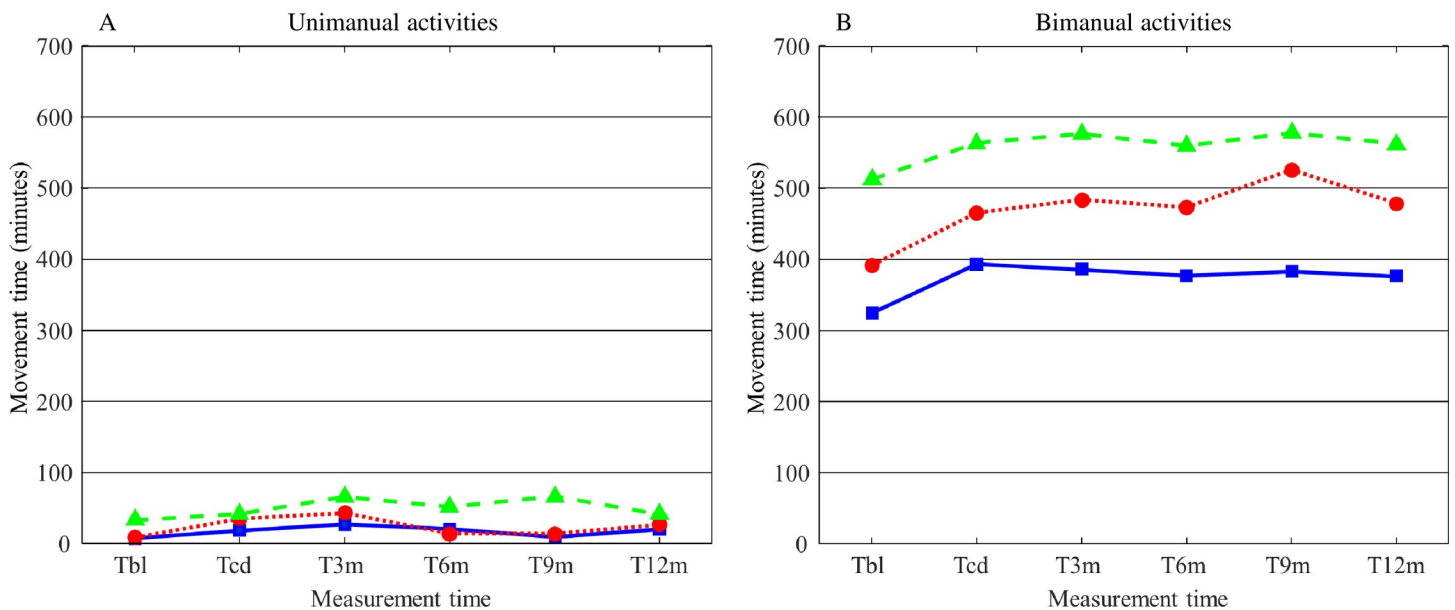 A Unimanual activities
700
600
500
400
300
200
100
0
Movement time (minutes)
Tbl Tcd T3m T6m T9m T12m
Measurement time
B Bimanual activities
700
600
500
400
300
200
100
0
Movement time (minutes)
Tbl Tcd T3m T6m T9m T12m
Measurement time